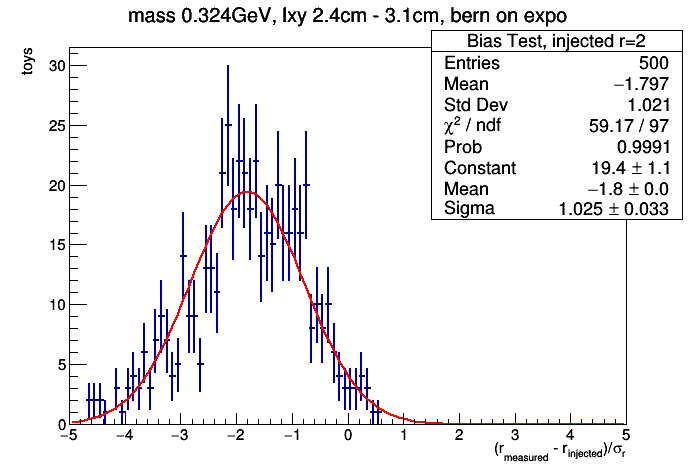 mass 0.324GeV, lxy 2.4cm - 3.1cm, bern on expo
toys
Bias Test, injected r=2
Entries 500
Mean −1.797
Std Dev 1.021
χ² / ndf 59.17 / 97
Prob 0.9991
Constant 19.4 ± 1.1
Mean −1.8 ± 0.0
Sigma 1.025 ± 0.033
30
25
20
15
10
5
0
−5 −4 −3 −2 −1 0 1 2 3 4 5
(r_measured - r_injected)/σ_r